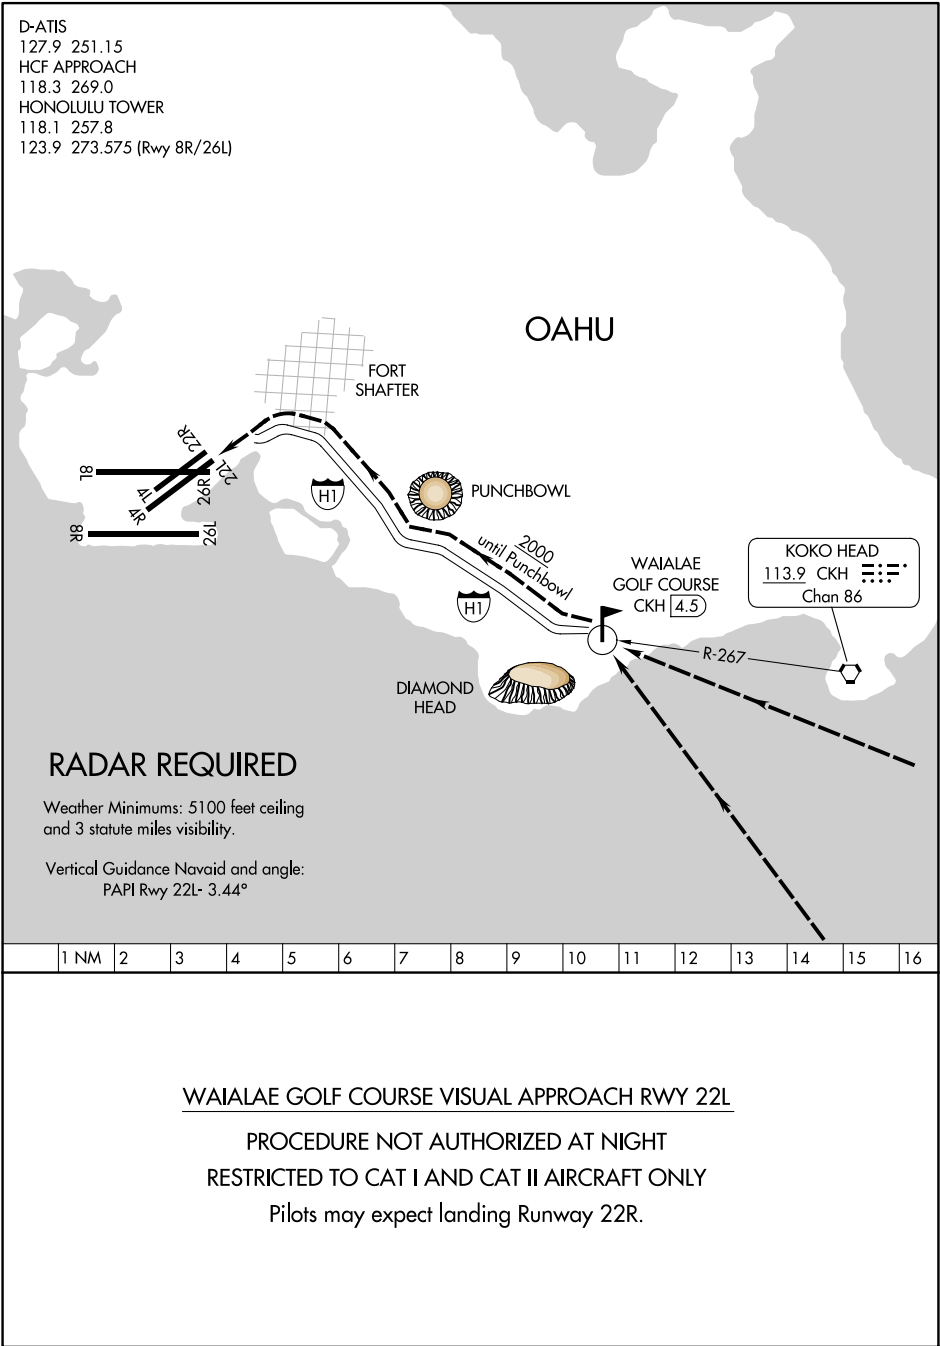 D-ATIS
127.9 251.15
HCF APPROACH
118.3 269.0
HONOLULU TOWER
118.1 257.8
123.9 273.575 (Rwy 8R/26L)
OAHU
FORT
SHAFTER
22R
22L
8L
4L
26R
4R
8R
26L
H1
PUNCHBOWL
2000
until Punchbowl
H1
WAIALAE
GOLF COURSE
CKH 4.5
KOKO HEAD
113.9 CKH
Chan 86
R-267
DIAMOND
HEAD
RADAR REQUIRED
Weather Minimums: 5100 feet ceiling
and 3 statute miles visibility.
Vertical Guidance Navaid and angle:
PAPI Rwy 22L- 3.44°
1 NM 2 3 4 5 6 7 8 9 10 11 12 13 14 15 16
WAIALAE GOLF COURSE VISUAL APPROACH RWY 22L
PROCEDURE NOT AUTHORIZED AT NIGHT
RESTRICTED TO CAT I AND CAT II AIRCRAFT ONLY
Pilots may expect landing Runway 22R.